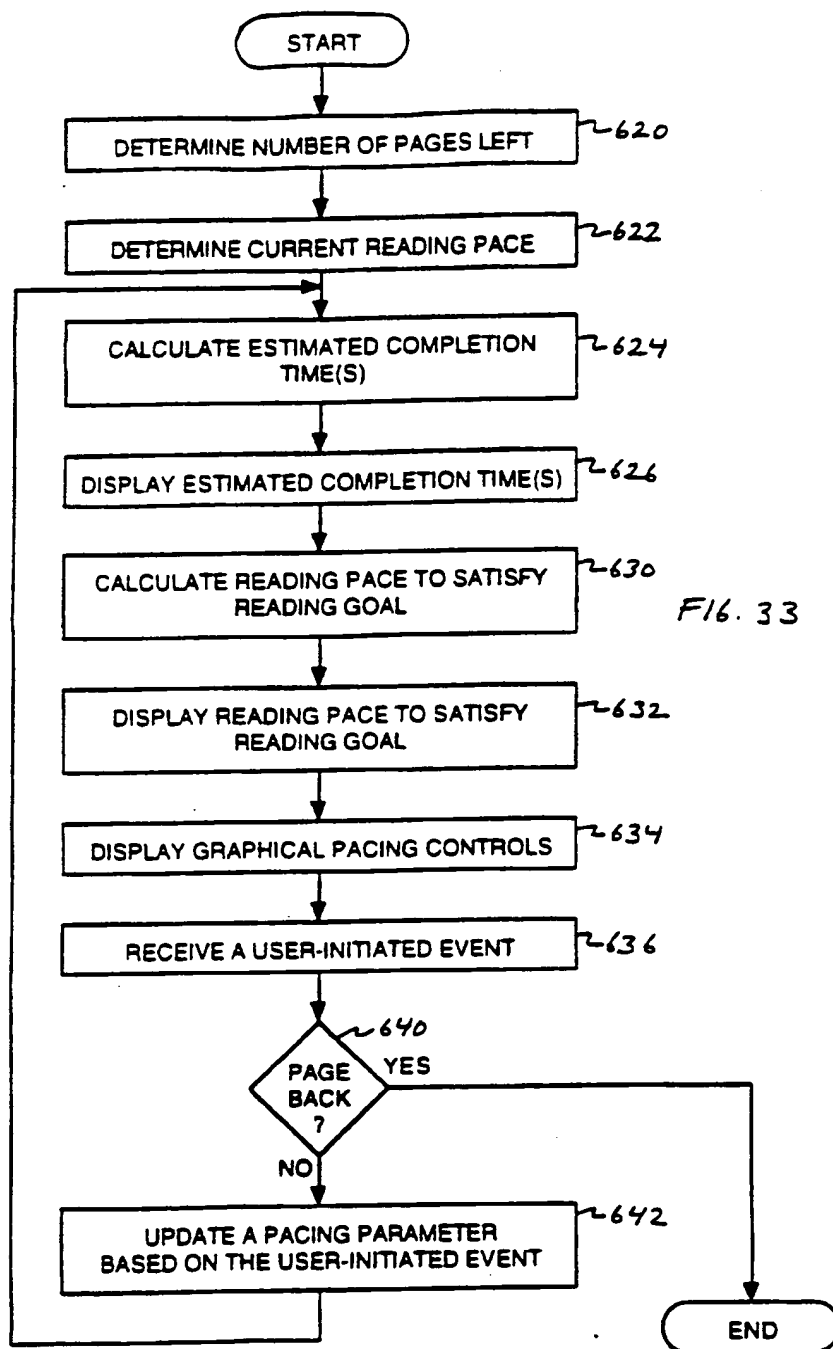 START
DETERMINE NUMBER OF PAGES LEFT
620
DETERMINE CURRENT READING PACE
622
CALCULATE ESTIMATED COMPLETION
TIME(S)
624
DISPLAY ESTIMATED COMPLETION TIME(S)
626
CALCULATE READING PACE TO SATISFY
READING GOAL
630
FIG. 33
DISPLAY READING PACE TO SATISFY
READING GOAL
632
DISPLAY GRAPHICAL PACING CONTROLS
634
RECEIVE A USER-INITIATED EVENT
636
640
PAGE
BACK
?
YES
NO
UPDATE A PACING PARAMETER
BASED ON THE USER-INITIATED EVENT
642
END